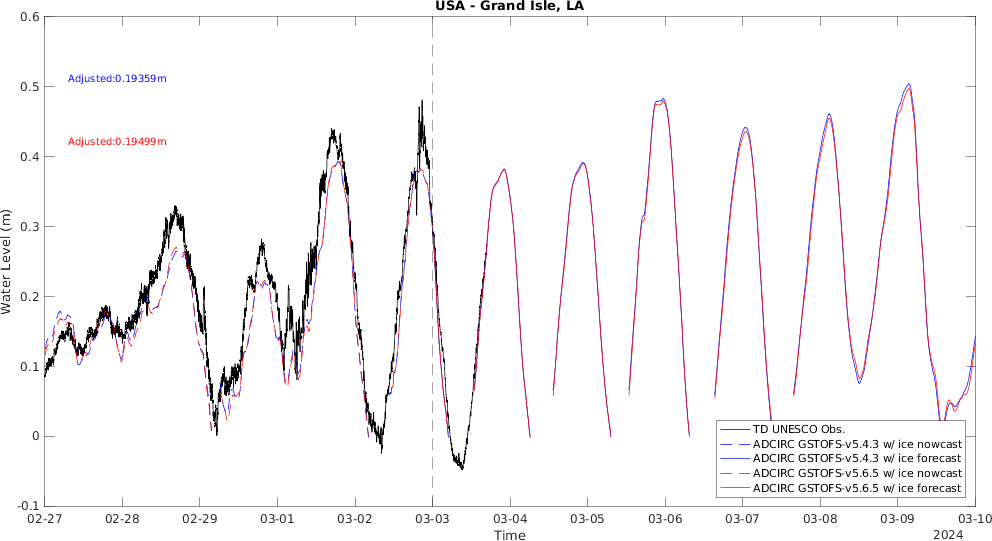 USA - Grand Isle, LA
0.6
0.5
0.4
0.3
0.2
0.1
0
-0.1
Water Level (m)
Adjusted:0.19359m
Adjusted:0.19499m
TD UNESCO Obs.
ADCIRC GSTOFS-v5.4.3 w/ ice nowcast
ADCIRC GSTOFS-v5.4.3 w/ ice forecast
ADCIRC GSTOFS-v5.6.5 w/ ice nowcast
ADCIRC GSTOFS-v5.6.5 w/ ice forecast
02-27 02-28 02-29 03-01 03-02 03-03 03-04 03-05 03-06 03-07 03-08 03-09 03-10
Time
2024